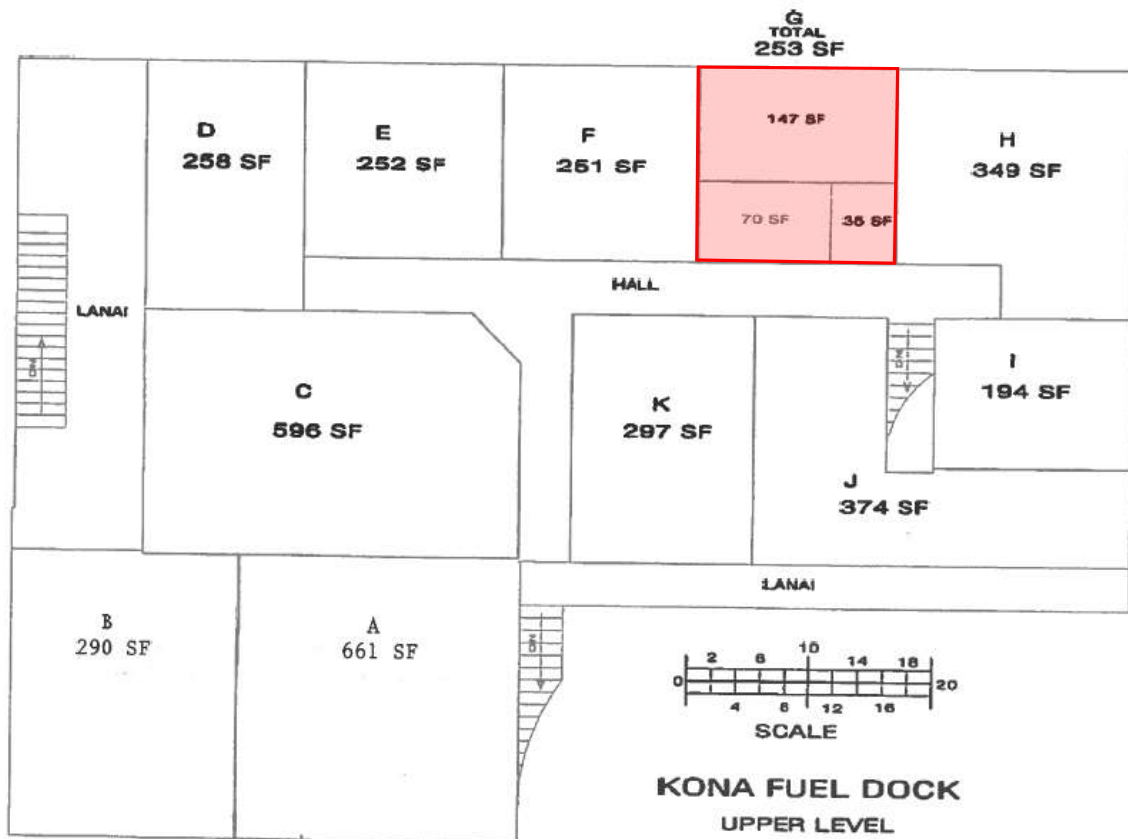 G
TOTAL
253 SF
147 SF
D
258 SF
E
252 SF
F
251 SF
H
349 SF
70 SF
36 SF
HALL
LANAI
DN
DN
C
596 SF
K
297 SF
I
194 SF
J
374 SF
LANAI
B
290 SF
A
661 SF
DN
2 6 10 14 18
0 20
4 8 12 16
SCALE
KONA FUEL DOCK
UPPER LEVEL